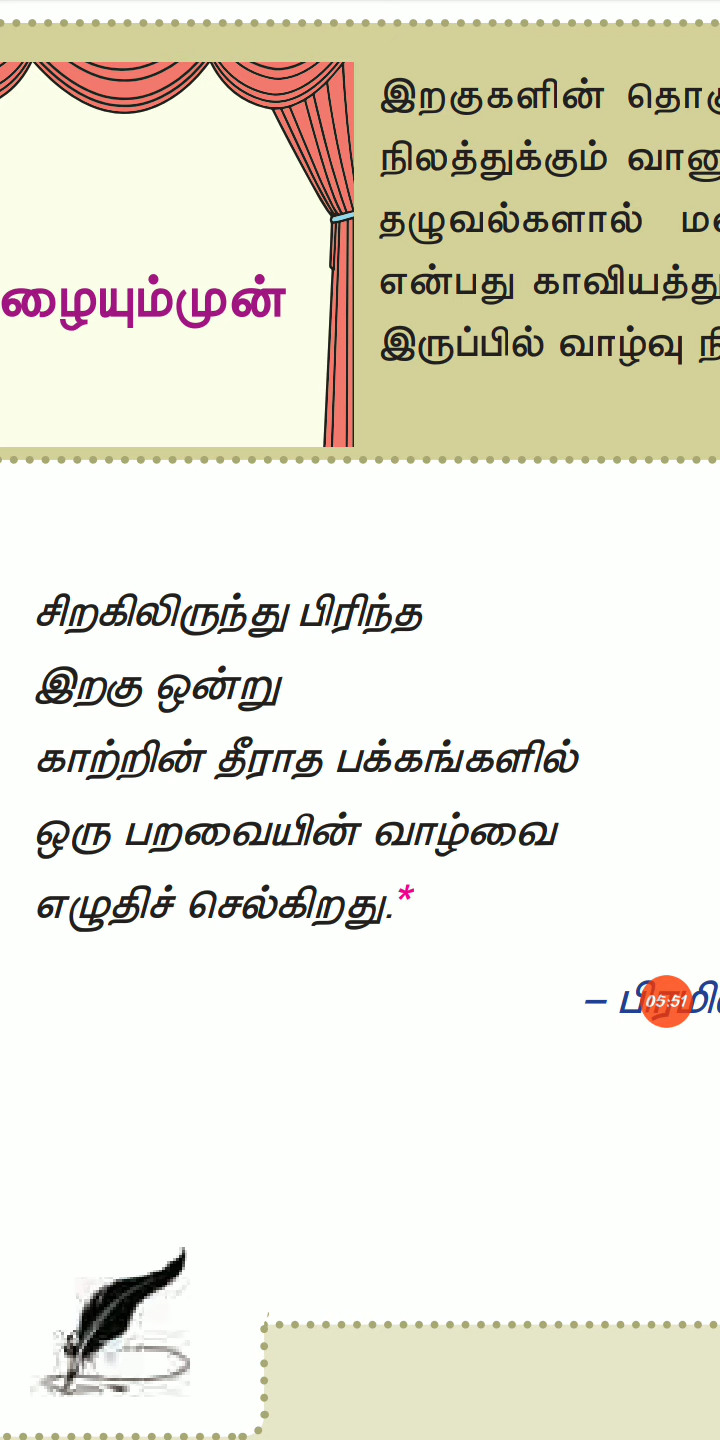 ழையும்முன்
இறகுகளின்
நிலத்துக்கும்
தழுவல்களால்
என்பது
இருப்பில் வாழ்வு
சிறகிலிருந்து பிரிந்த
இறகு ஒன்று
காற்றின் தீராத பக்கங்களில்
ஒரு பறவையின் வாழ்வை
எழுதிச் செல்கிறது.*
–
05:51